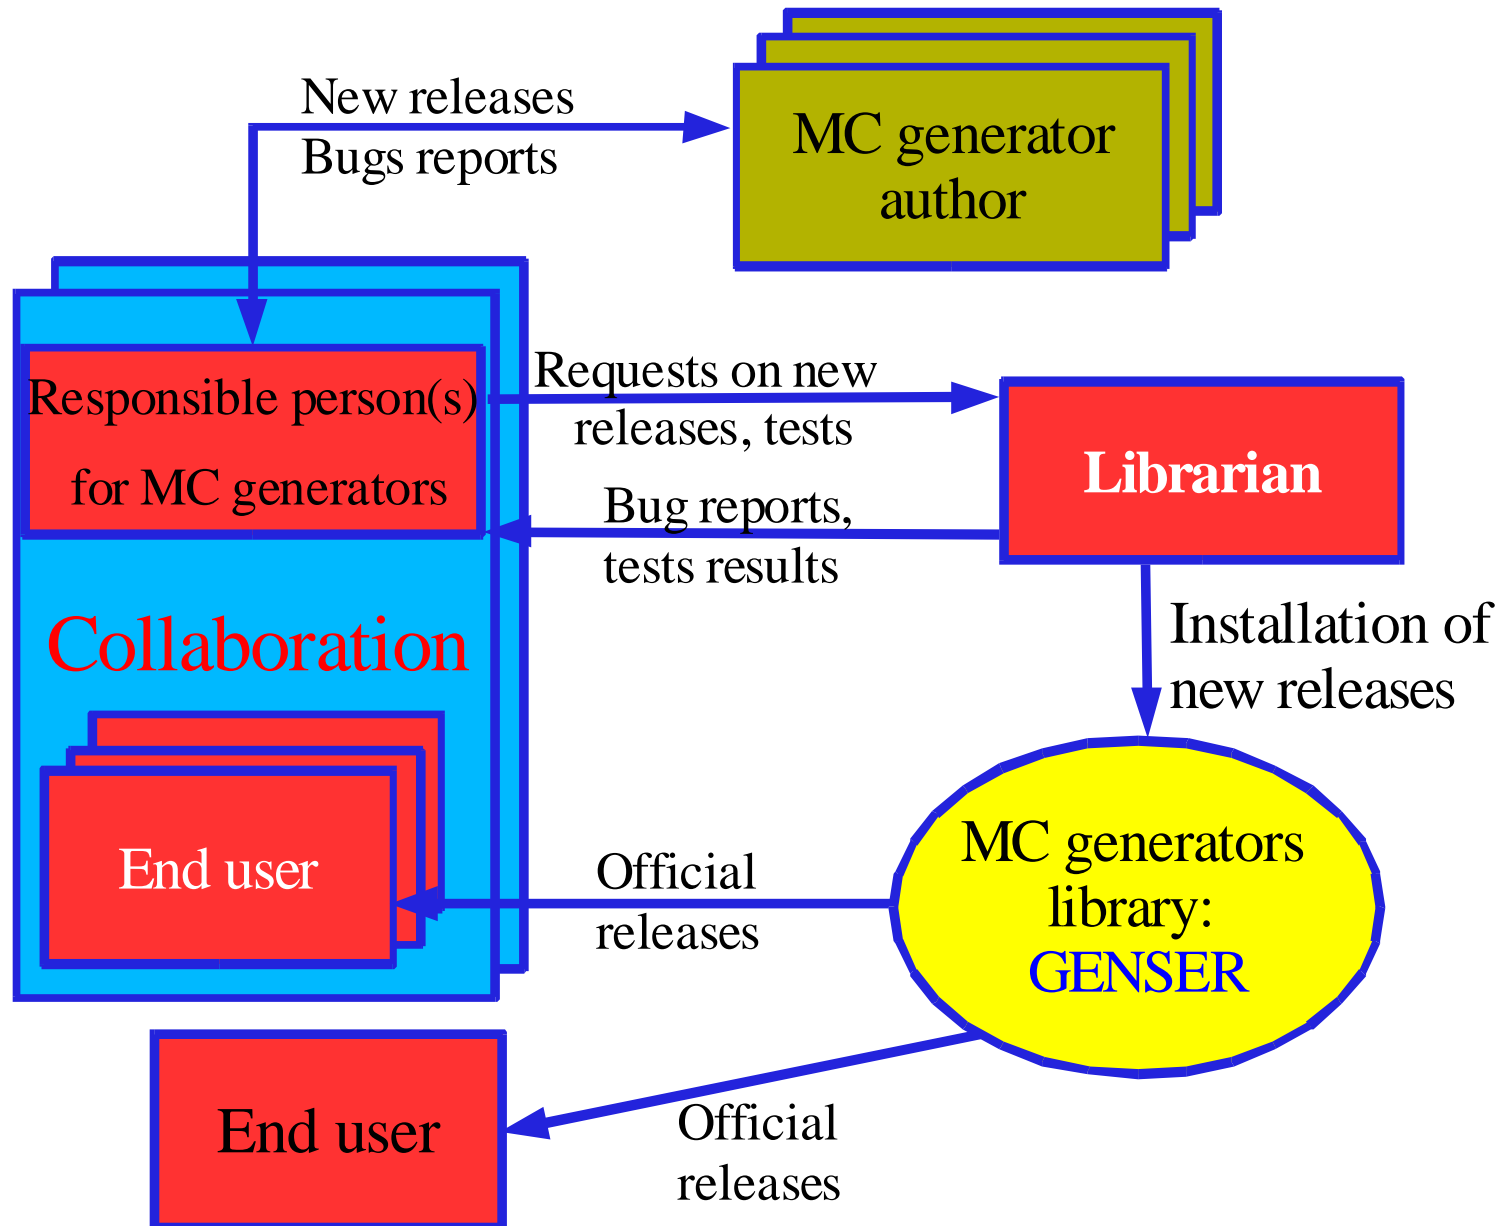 New releases
Bugs reports
MC generator
author
Responsible person(s)
for MC generators
Requests on new
releases, tests
Bug reports,
tests results
Librarian
Installation of
new releases
Collaboration
End user
Official
releases
MC generators
library:
GENSER
End user
Official
releases